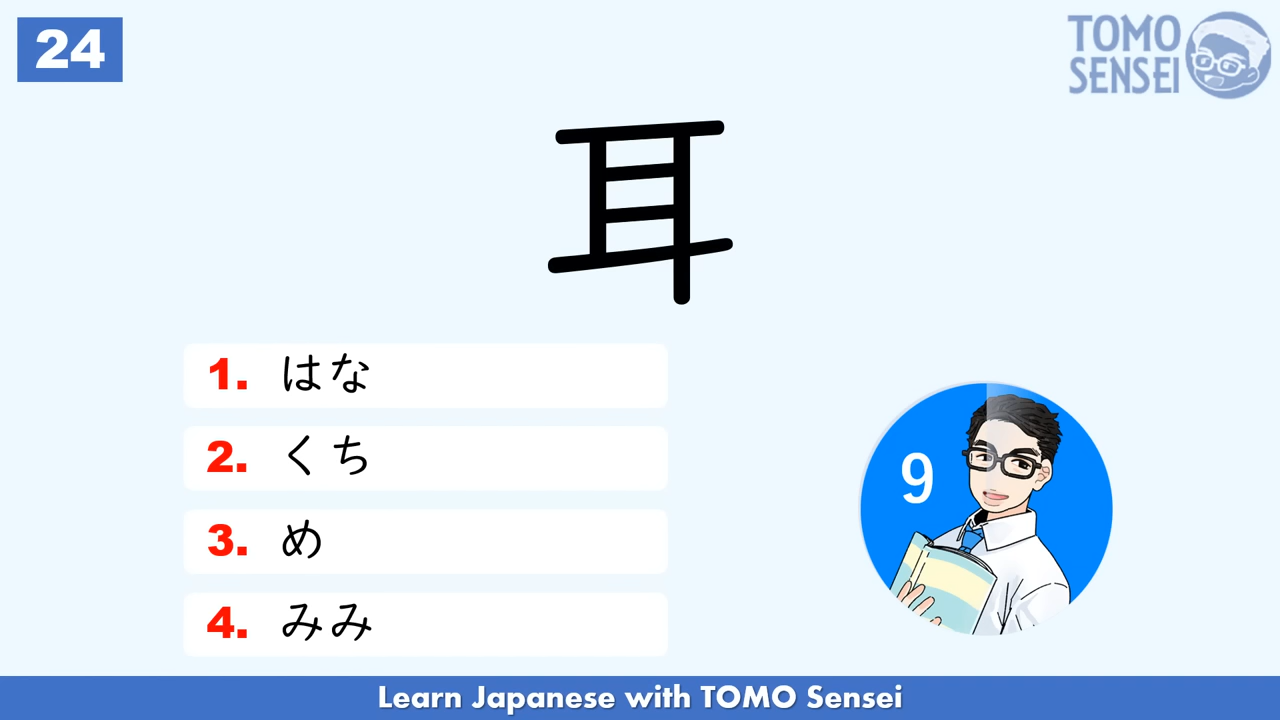 24
TOMO
SENSEI
耳
1. はな
2. くち
3. め
4. みみ
9
Learn Japanese with TOMO Sensei